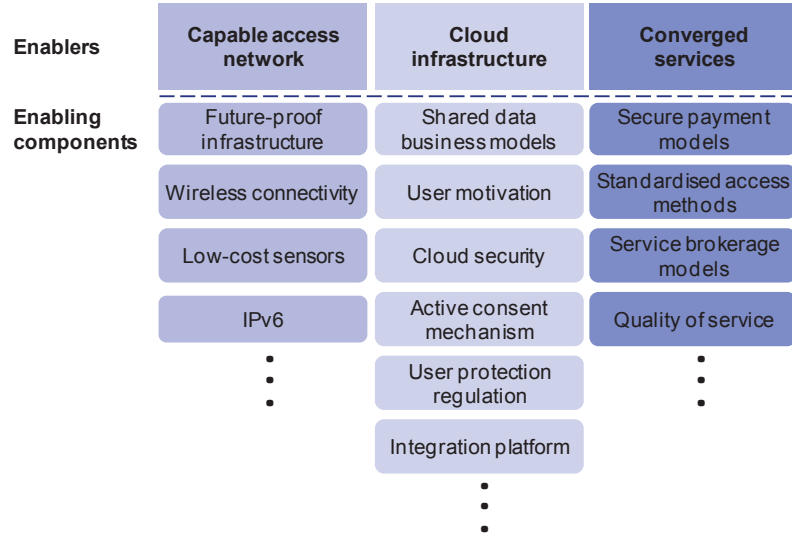 Enablers
Capable access
network
Cloud
infrastructure
Converged
services
Enabling
components
Future-proof
infrastructure
Shared data
business models
Secure payment
models
Wireless connectivity
User motivation
Standardised access
methods
Low-cost sensors
Cloud security
Service brokerage
models
IPv6
Active consent
mechanism
Quality of service
User protection
regulation
Integration platform